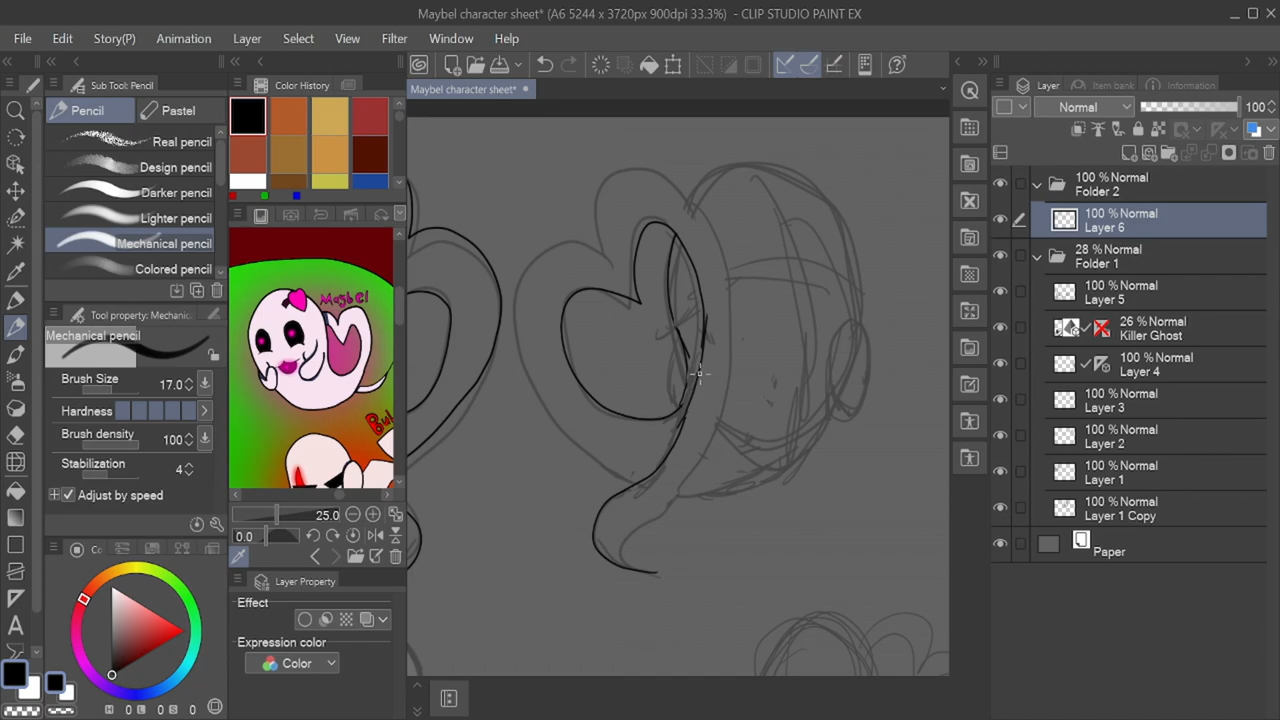 Maybel character sheet* (A6 5244 x 3720px 900dpi 33.3%) - CLIP STUDIO PAINT EX
File Edit Story(P) Animation Layer Select View Filter Window Help
Sub Tool: Pencil
Color History
Maybel character sheet*
Layer
Item bank
Information
Pencil
Pastel
Normal
100
Real pencil
Design pencil
Darker pencil
Lighter pencil
Mechanical pencil
Colored pencil
100 % Normal
Folder 2
100 % Normal
Layer 6
28 % Normal
Folder 1
100 % Normal
Layer 5
26 % Normal
Killer Ghost
100 % Normal
Layer 4
100 % Normal
Layer 3
100 % Normal
Layer 2
100 % Normal
Layer 1
100 % Normal
Layer 1 Copy
Paper
Maybel
Tool property: Mechanic
Mechanical pencil
Brush Size
17.0
Hardness
Brush density
100
Stabilization
4
Adjust by speed
25.0
0.0
Co
Layer Property
Effect
Expression color
Color
H 0 L 0 S 0
A